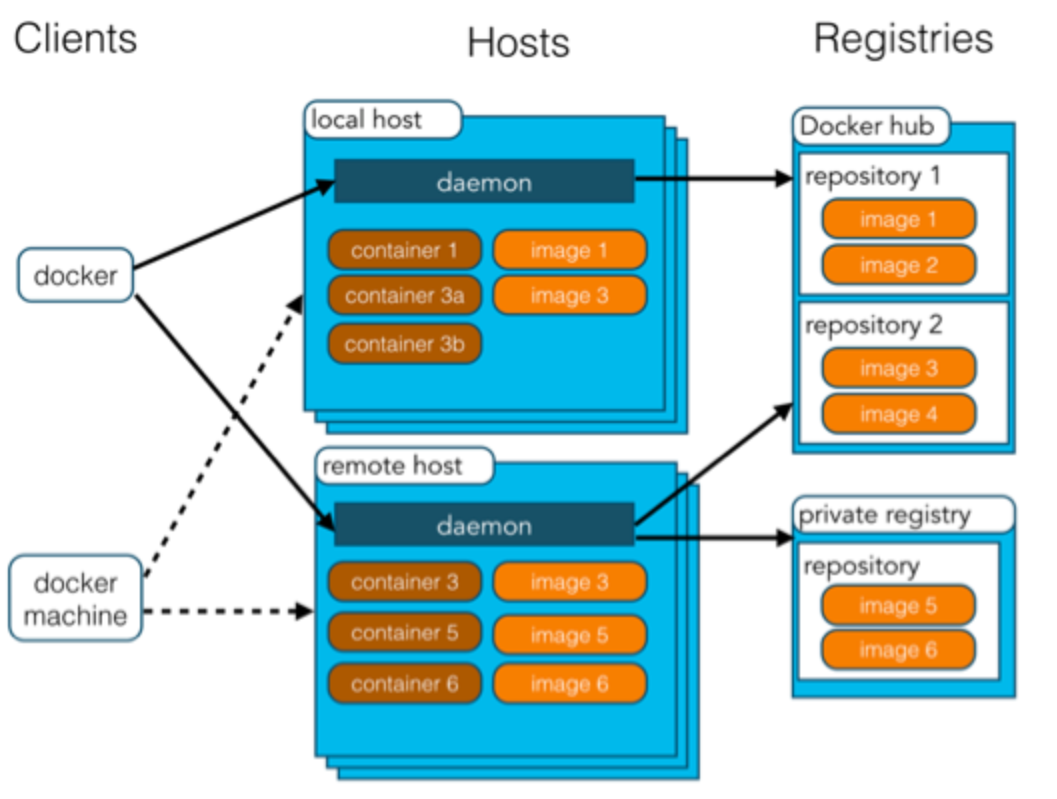 Clients
Hosts
Registries
local host
daemon
container 1
image 1
container 3a
image 3
container 3b
docker
docker
machine
remote host
daemon
container 3
image 3
container 5
image 5
container 6
image 6
Docker hub
repository 1
image 1
image 2
repository 2
image 3
image 4
private registry
repository
image 5
image 6